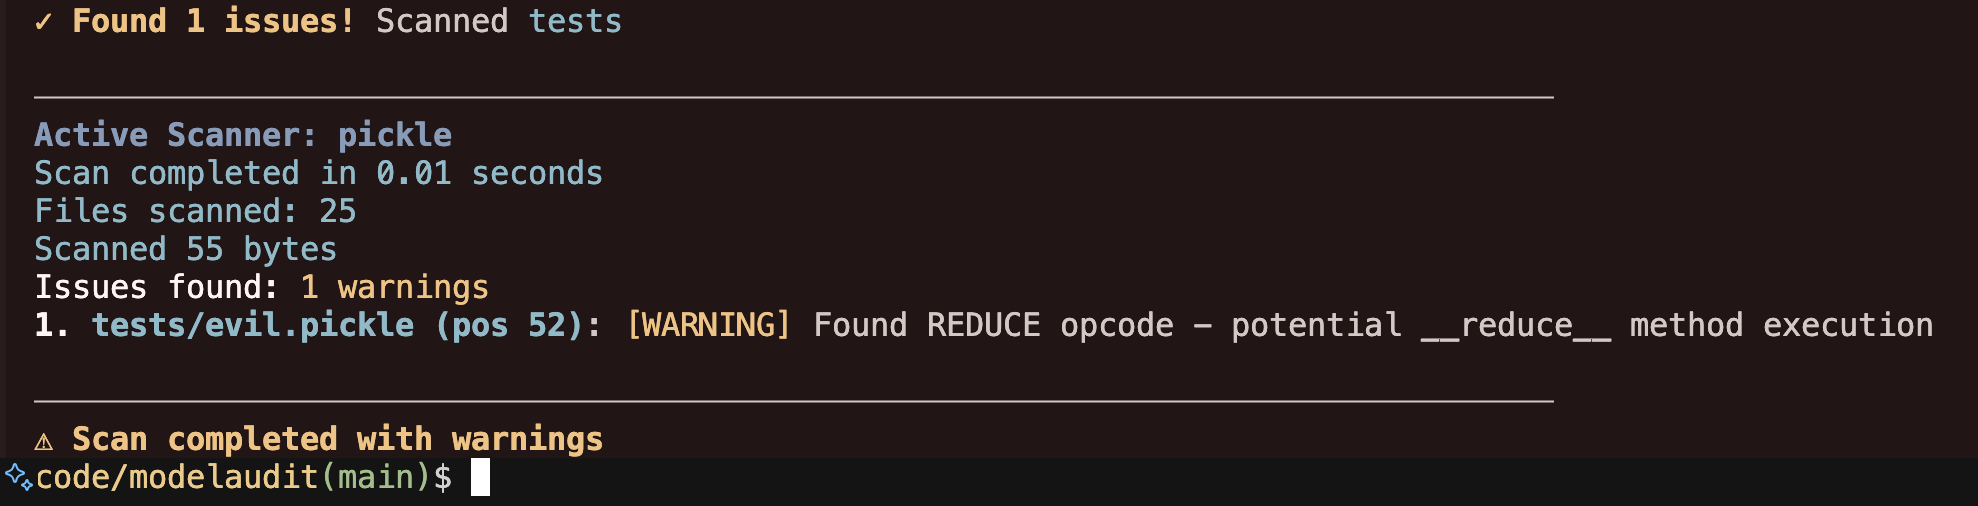 ✓ Found 1 issues! Scanned tests
Active Scanner: pickle
Scan completed in 0.01 seconds
Files scanned: 25
Scanned 55 bytes
Issues found: 1 warnings
1. tests/evil.pickle (pos 52): [WARNING] Found REDUCE opcode – potential __reduce__ method execution
⚠ Scan completed with warnings
code/modelaudit(main)$